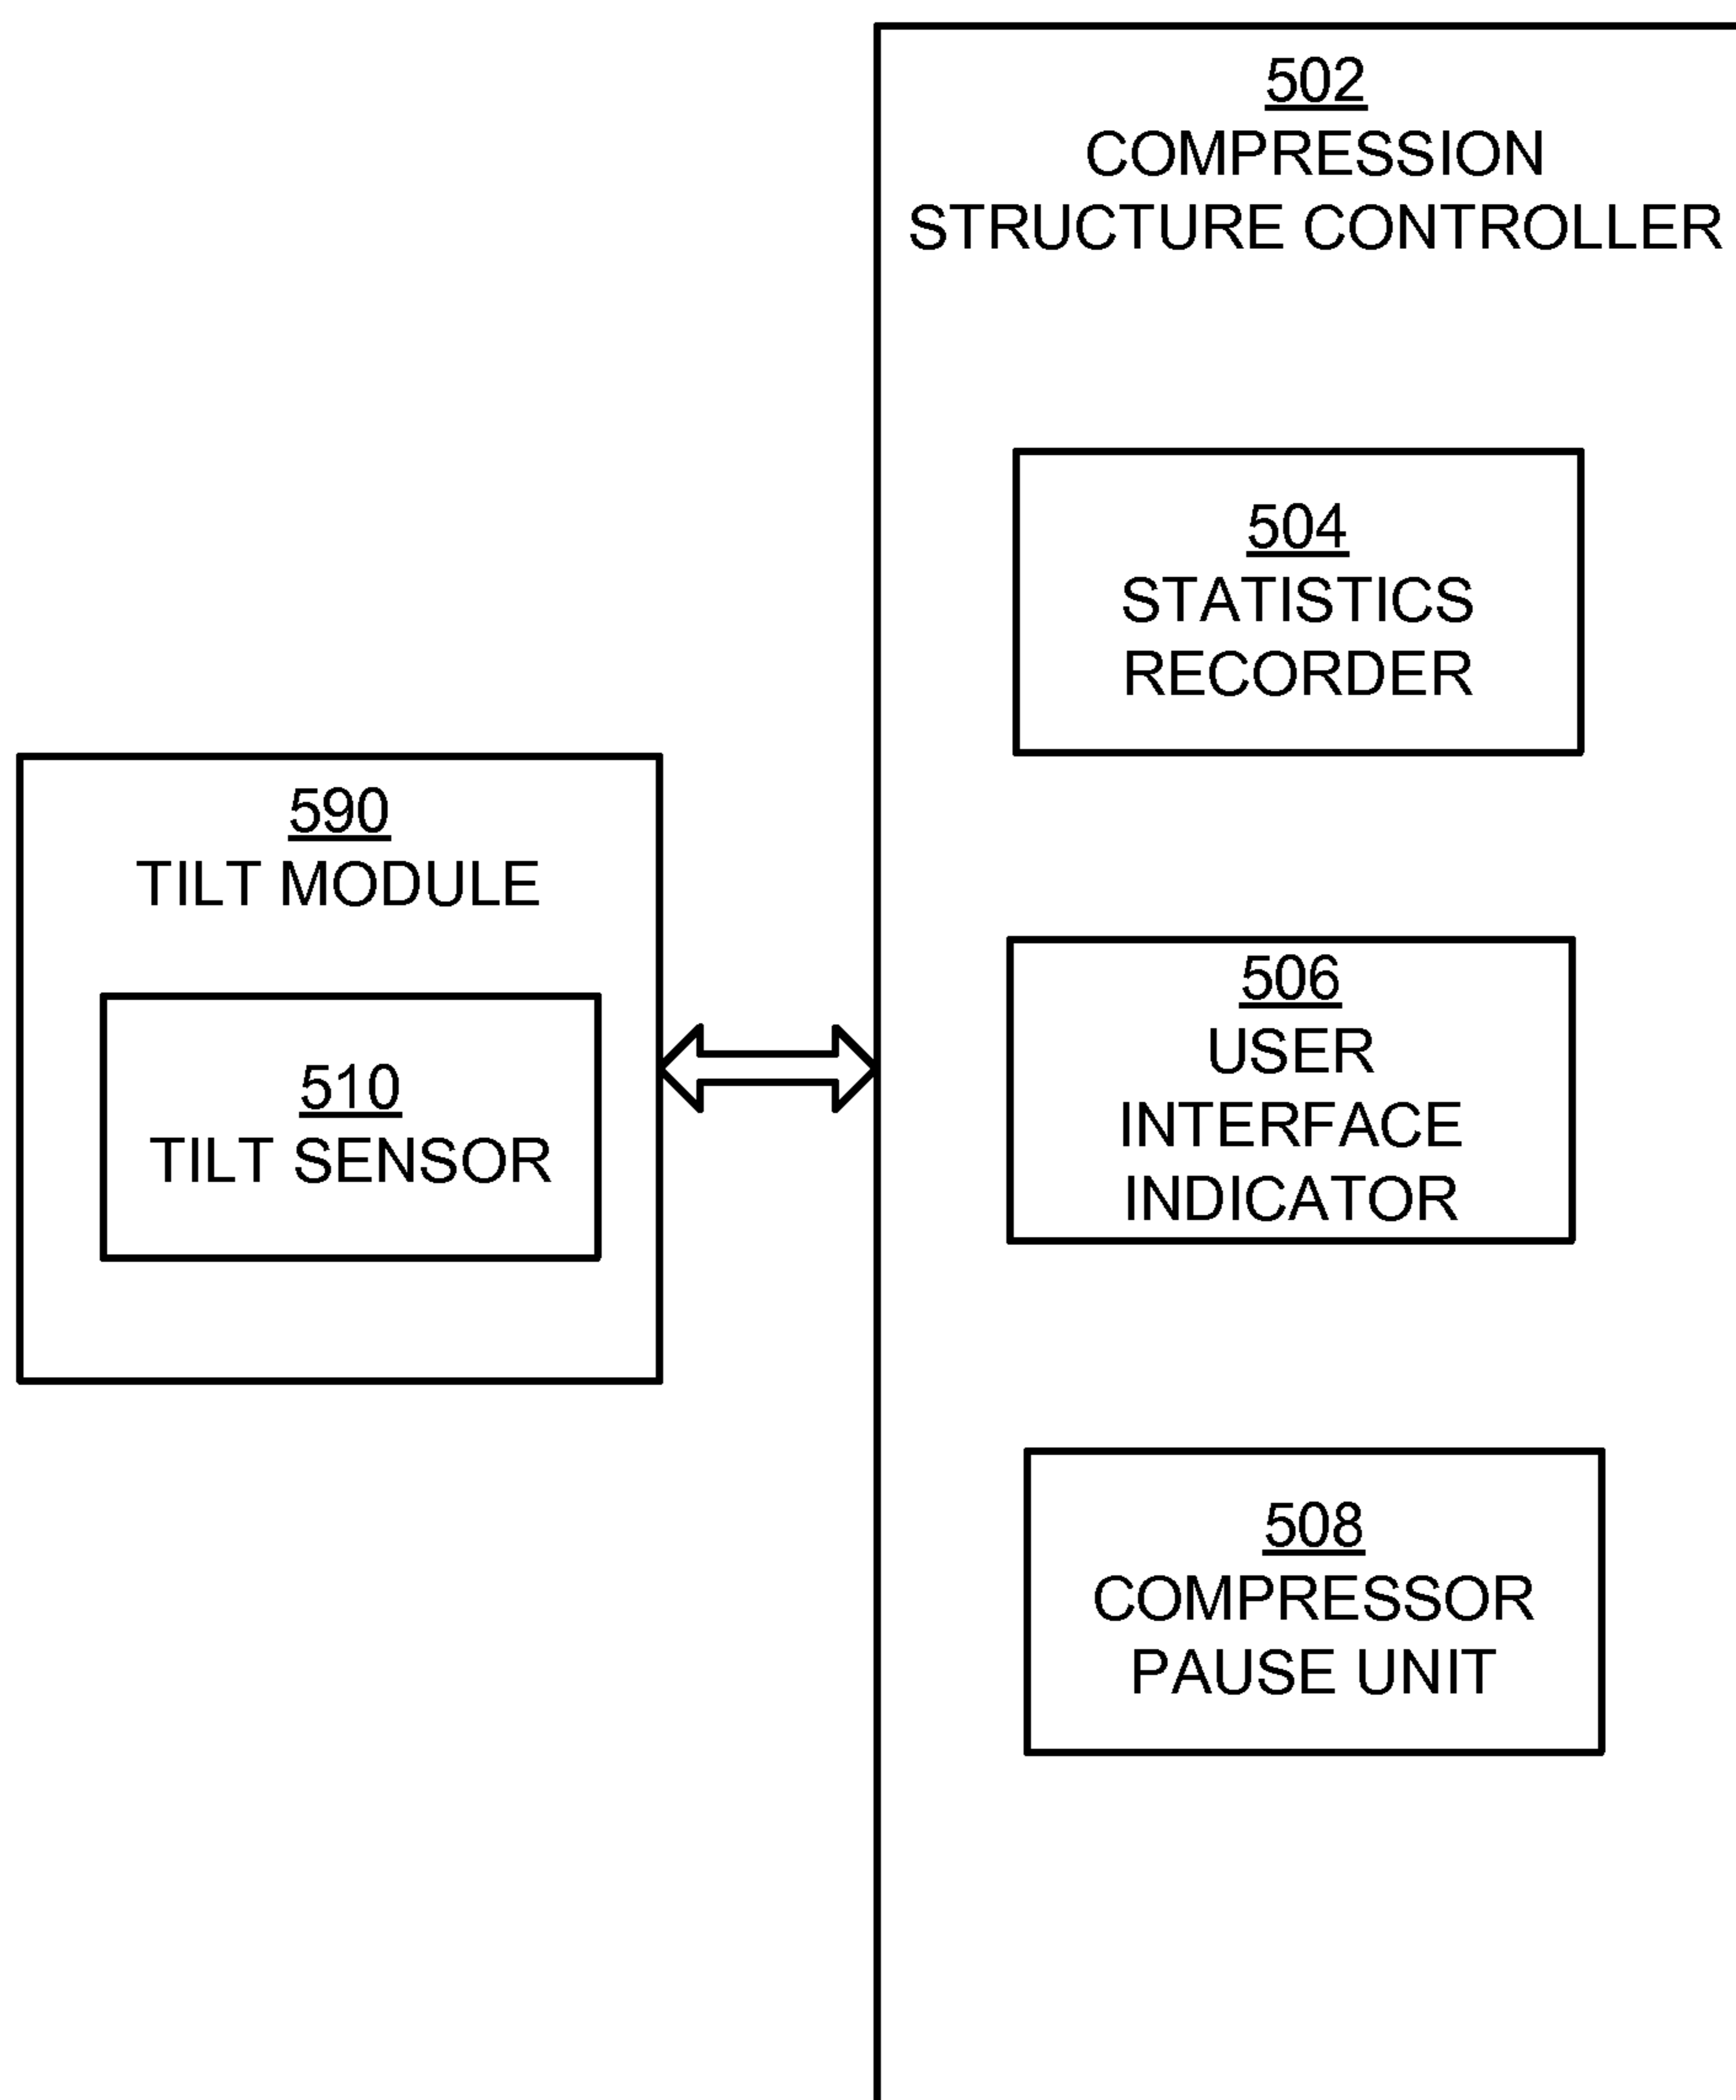 502
COMPRESSION
STRUCTURE CONTROLLER
504
STATISTICS
RECORDER
590
TILT MODULE
510
TILT SENSOR
506
USER
INTERFACE
INDICATOR
508
COMPRESSOR
PAUSE UNIT